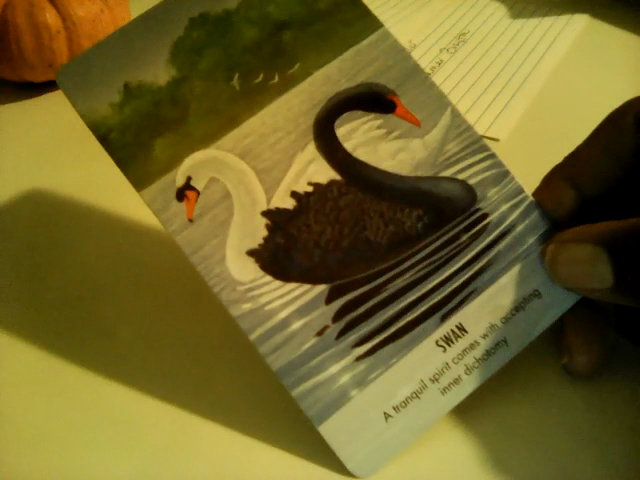 SWAN
A tranquil spirit comes with accepting
inner dichotomy